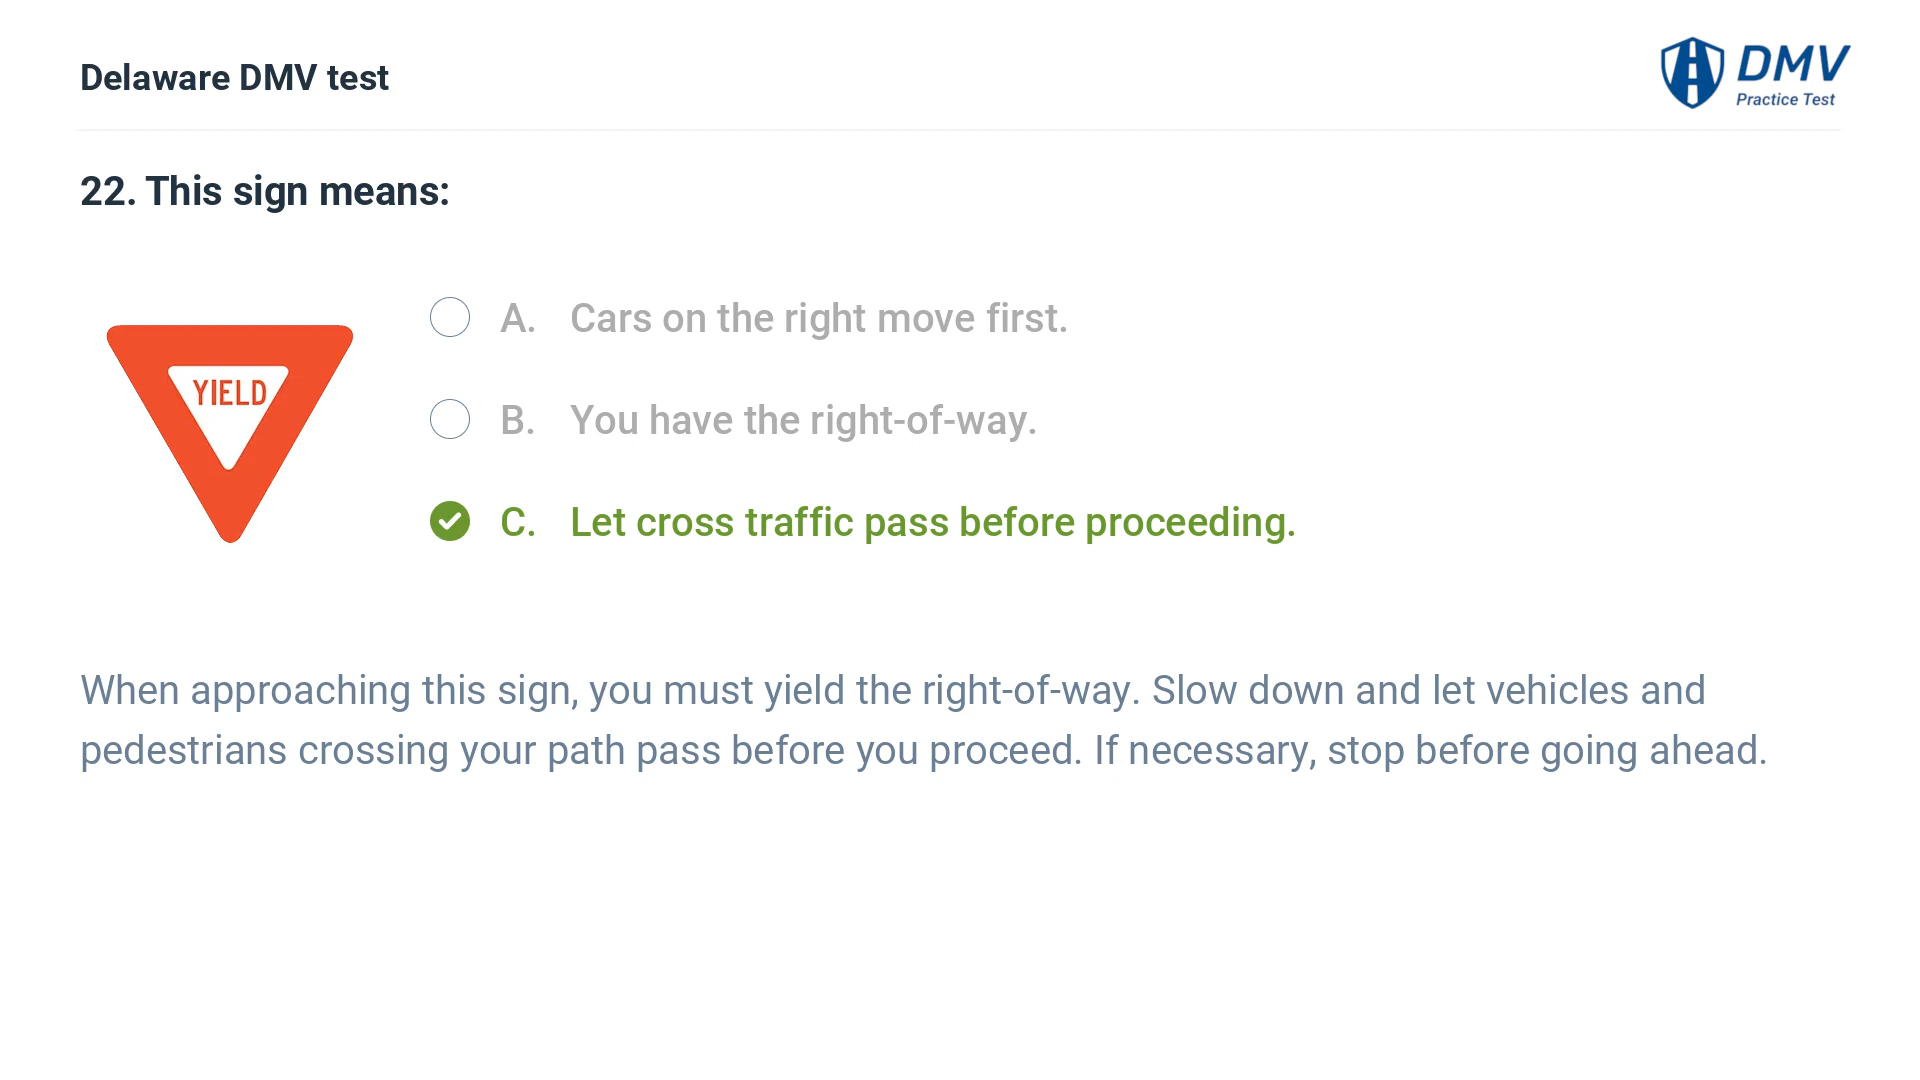 Delaware DMV test
DMV
Practice Test
22. This sign means:
YIELD
A. Cars on the right move first.
B. You have the right-of-way.
C. Let cross traffic pass before proceeding.
When approaching this sign, you must yield the right-of-way. Slow down and let vehicles and
pedestrians crossing your path pass before you proceed. If necessary, stop before going ahead.